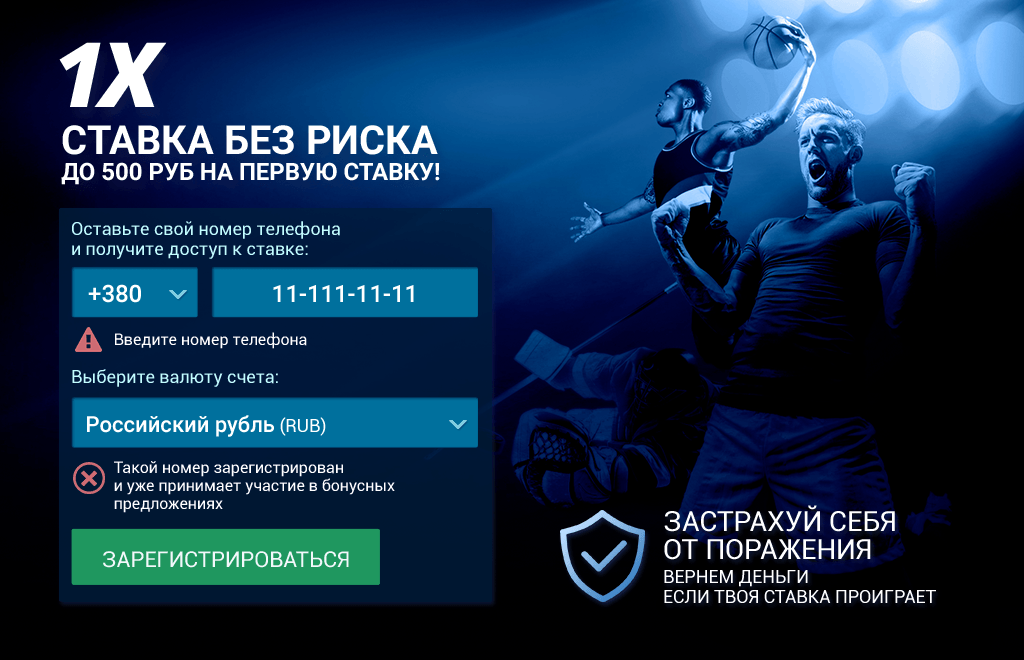 1X
СТАВКА БЕЗ РИСКА
ДО 500 РУБ НА ПЕРВУЮ СТАВКУ!
Оставьте свой номер телефона
и получите доступ к ставке:
+380
11-111-11-11
Введите номер телефона
Выберите валюту счета:
Российский рубль (RUB)
Такой номер зарегистрирован
и уже принимает участие в бонусных
предложениях
ЗАРЕГИСТРИРОВАТЬСЯ
ЗАСТРАХУЙ СЕБЯ
ОТ ПОРАЖЕНИЯ
ВЕРНЕМ ДЕНЬГИ
ЕСЛИ ТВОЯ СТАВКА ПРОИГРАЕТ